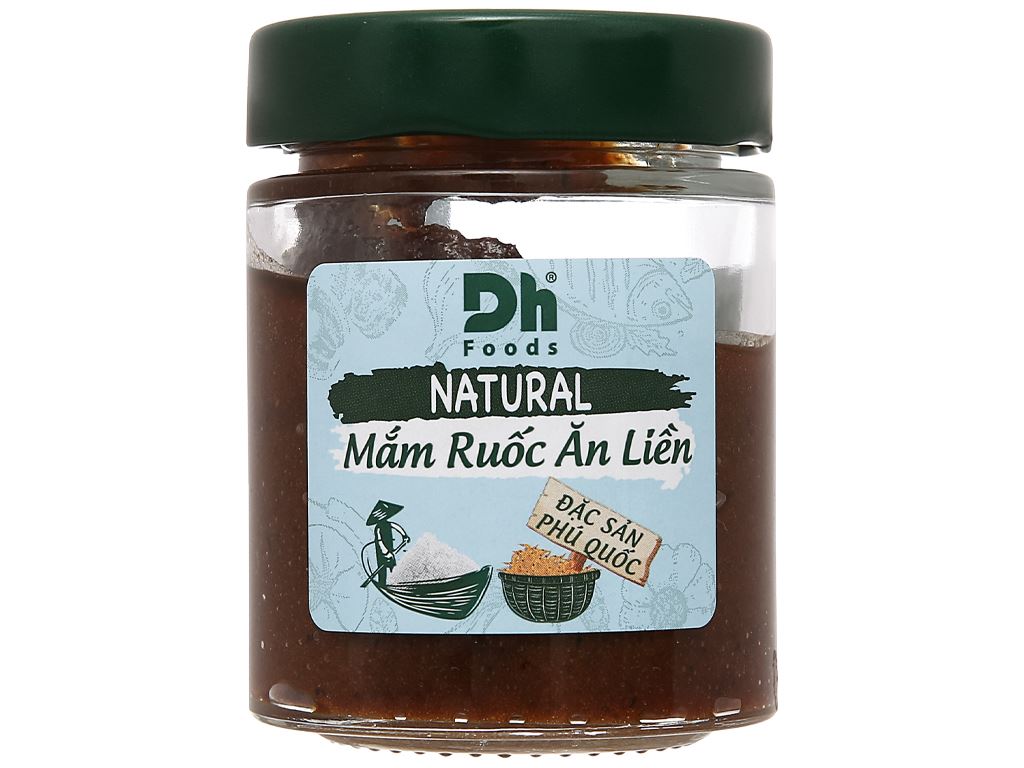 Dh®
Foods
NATURAL
Mắm Ruốc Ăn Liền
ĐẶC SẢN
PHÚ QUỐC